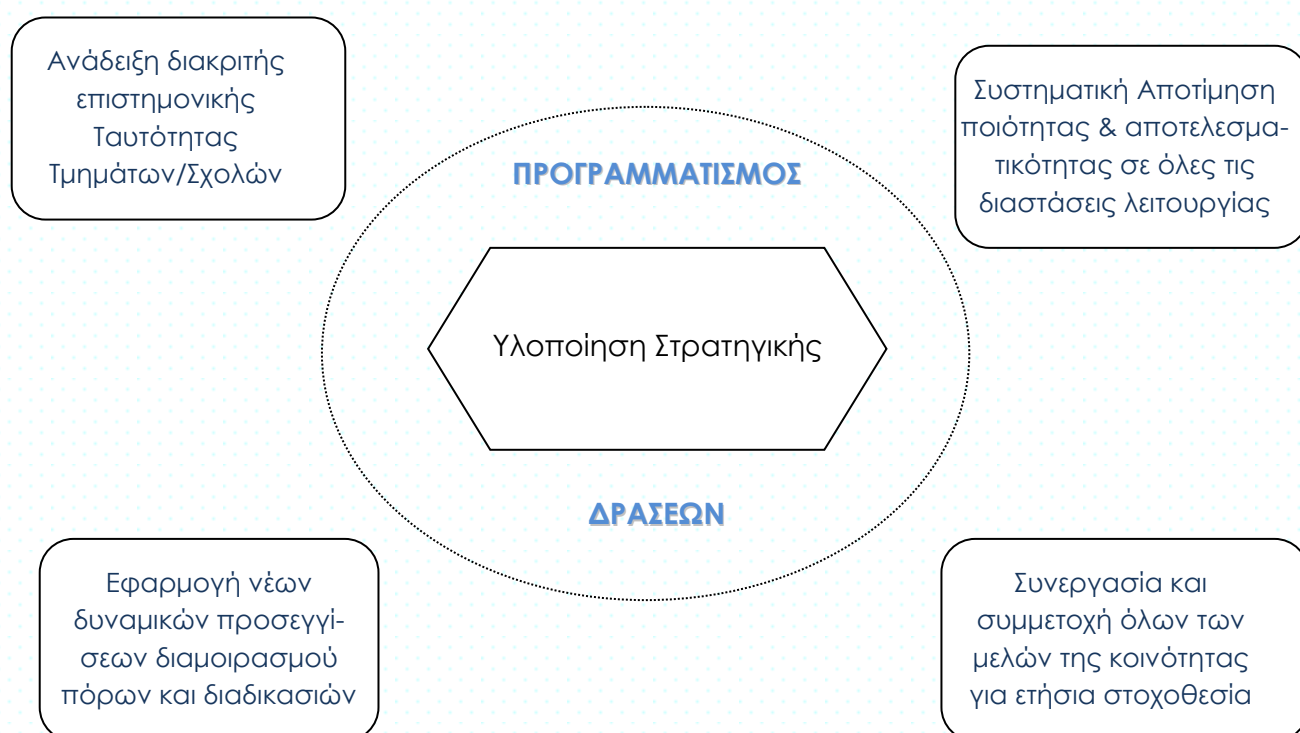 Ανάδειξη διακριτής
επιστημονικής
Ταυτότητας
Τμημάτων/Σχολών
Συστηματική Αποτίμηση
ποιότητας & αποτελεσμα-
τικότητας σε όλες τις
διαστάσεις λειτουργίας
ΠΡΟΓΡΑΜΜΑΤΙΣΜΟΣ
Υλοποίηση Στρατηγικής
ΔΡΑΣΕΩΝ
Εφαρμογή νέων
δυναμικών προσεγγί-
σεων διαμοιρασμού
πόρων και διαδικασιών
Συνεργασία και
συμμετοχή όλων των
μελών της κοινότητας
για ετήσια στοχοθεσία